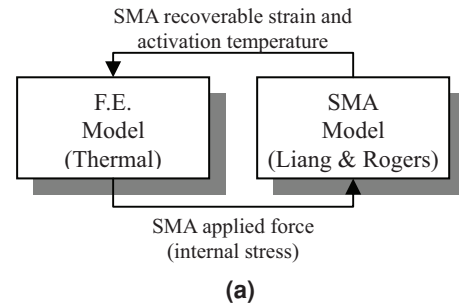 SMA recoverable strain and
activation temperature
F.E.
Model
(Thermal)
SMA
Model
(Liang & Rogers)
SMA applied force
(internal stress)
(a)